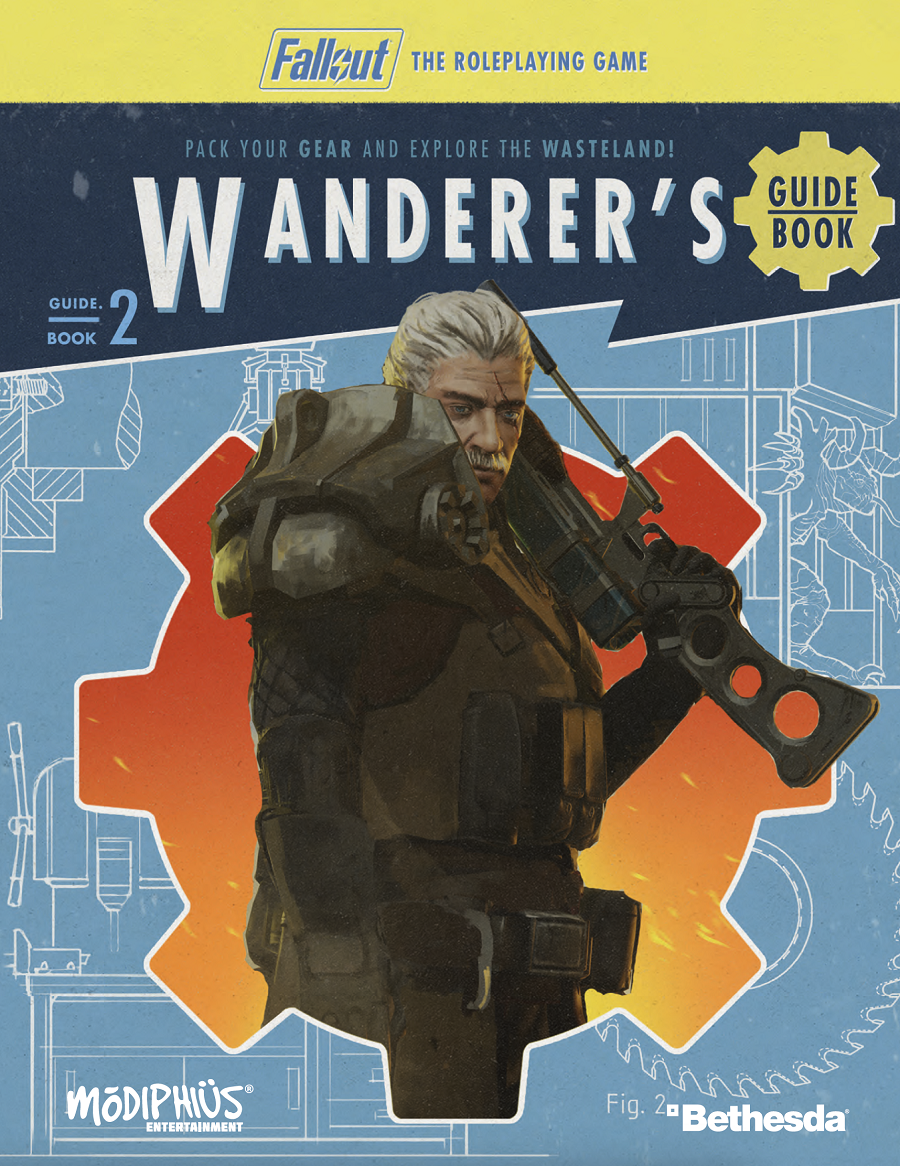 Fallout® THE ROLEPLAYING GAME
PACK YOUR GEAR AND EXPLORE THE WASTELAND!
WANDERER'S
GUIDE
BOOK
GUIDE.
BOOK 2
Fig. 2
MŌDIPHIÜS®
ENTERTAINMENT
Bethesda®